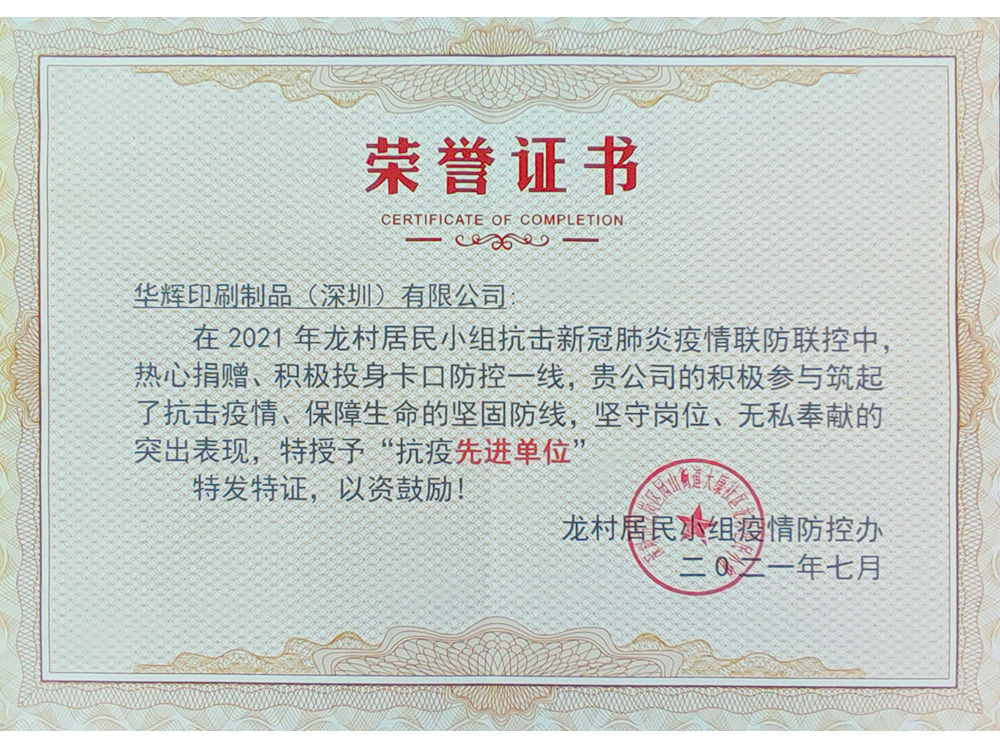 荣誉证书
CERTIFICATE OF COMPLETION
华辉印刷制品（深圳）有限公司:
在2021年龙村居民小组抗击新冠肺炎疫情联防联控中，
热心捐赠、积极投身卡口防控一线，贵公司的积极参与筑起
了抗击疫情、保障生命的坚固防线，坚守岗位、无私奉献的
突出表现，特授予“抗疫先进单位”
特发特证，以资鼓励！
龙村居民小组疫情防控办
二0二一年七月